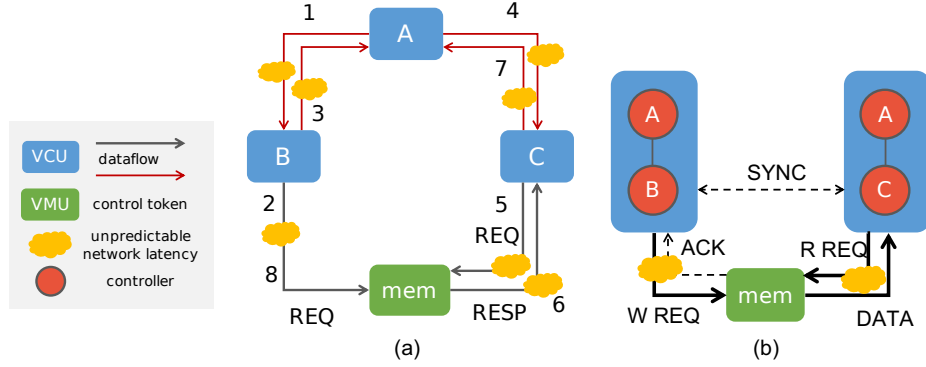 VCU
dataflow
VMU
control token
unpredictable
network latency
controller
1
4
A
7
3
B
C
2
5
REQ
8
mem
REQ
RESP
6
(a)
A
A
SYNC
B
C
ACK
R REQ
mem
W REQ
DATA
(b)